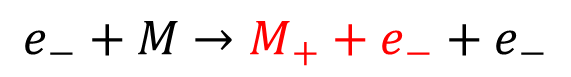 e₋ + M → M₊ + e₋ + e₋